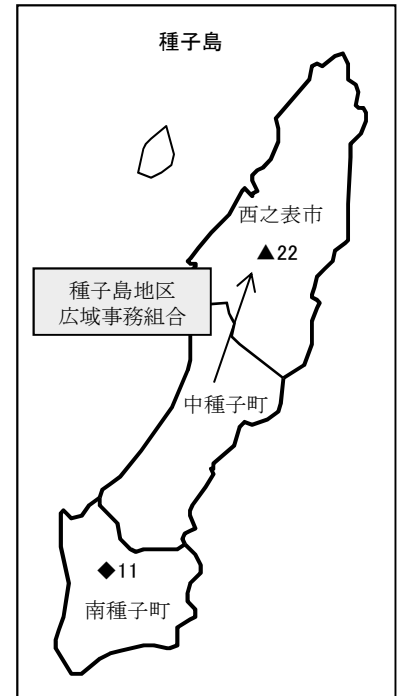 種子島
西之表市
▲22
種子島地区
広域事務組合
中種子町
◆11
南種子町